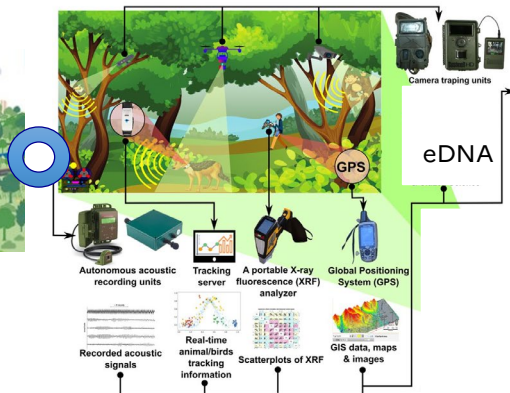 Camera traping units
GPS
eDNA
Autonomous acoustic
recording units
Tracking
server
A portable X-ray
fluorescence (XRF)
analyzer
Global Positioning
System (GPS)
Recorded acoustic
signals
Real-time
animal/birds
tracking
information
Scatterplots of XRF
GIS data, maps
& images